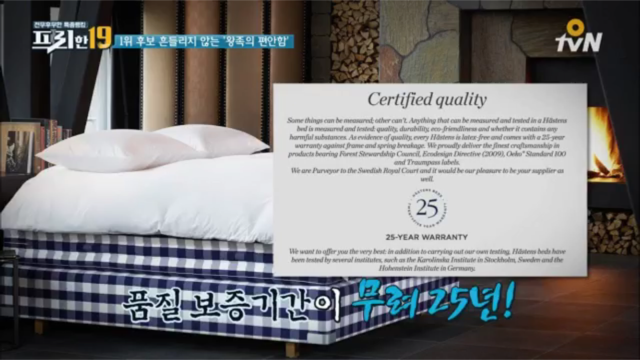 전무후무한 특종랭킹
프리한19
1위 후보 흔들리지 않는 "왕족의 편안함"
tvN
Certified quality
Some things can be measured; other can't. Anything that can be measured and tested in a Hästens
bed is measured and tested: quality, durability, eco-friendliness and whether it contains any
harmful substances. As evidence of quality, every Hästens is latex-free and comes with a 25-year
warranty against frame and spring breakage. We proudly deliver the finest craftsmanship in
products bearing Forest Stewardship Council, Ecodesign Directive (2009), Oeko" Standard 100
and Traumpass labels.
We are Purveyor to the Swedish Royal Court and it would be our pleasure to be your supplier as
well.
25
25-YEAR WARRANTY
We want to offer you the very best: in addition to carrying out our own testing, Hästens beds have
been tested by several institutes, such as the Karolinska Institute in Stockholm, Sweden and the
Hohenstein Institute in Germany.
품질 보증기간이 무려 25년!